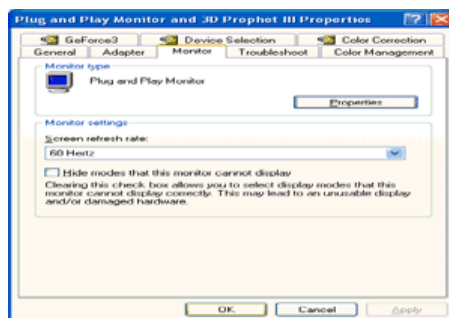 Plug and Play Monitor and 3D Prophet III Properties
GeForce3 Device Selection Color Correction
General Adapter Monitor Troubleshoot Color Management
Monitor type
Plug and Play Monitor
Properties
Monitor settings
Screen refresh rate:
60 Hertz
Hide modes that this monitor cannot display
Clearing this check box allows you to select display modes that this
monitor cannot display correctly. This may lead to an unusable display
and/or damaged hardware.
OK Cancel Apply